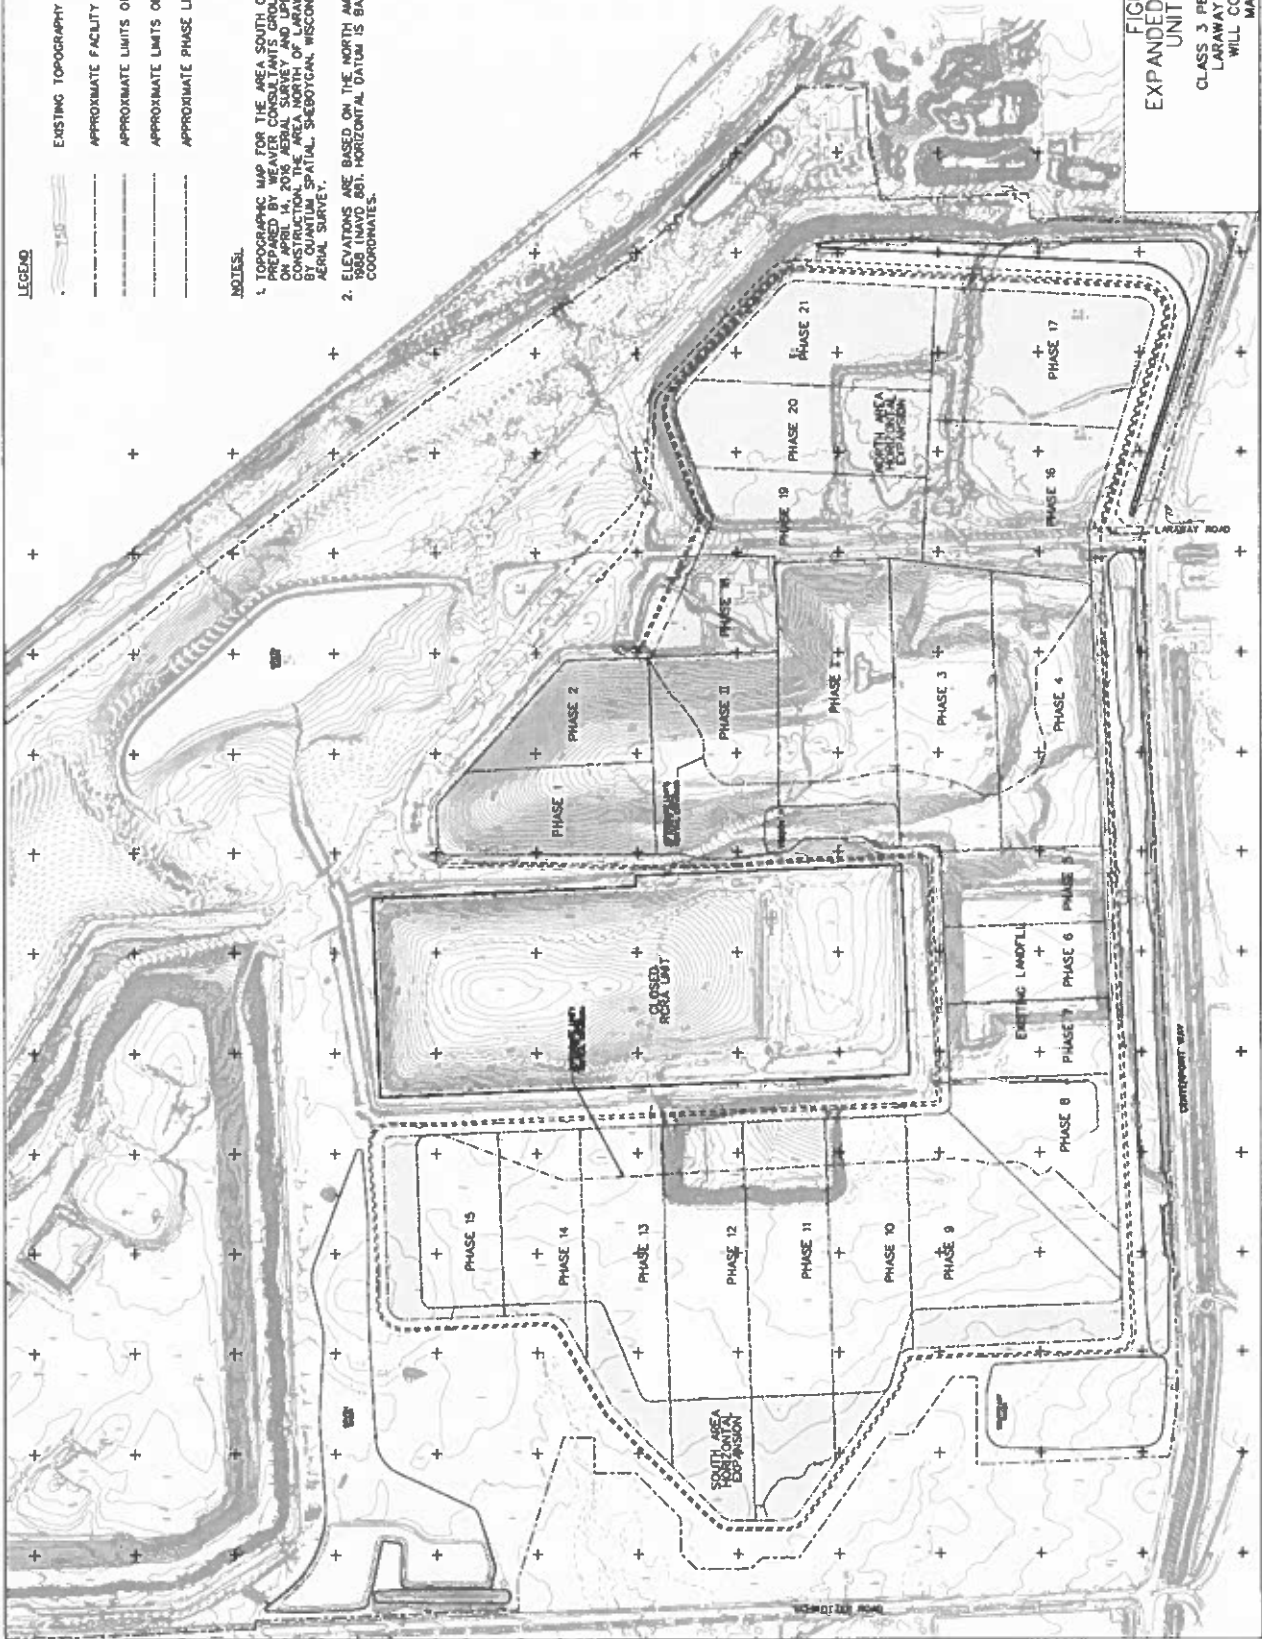 LEGEND
EXISTING TOPOGRAPHY
APPROXIMATE FACILITY
APPROXIMATE LIMITS O
APPROXIMATE LIMITS O
APPROXIMATE PHASE LI
NOTES:
1. TOPOGRAPHIC MAP FOR THE AREA SOUTH O
PREPARED BY WEAVER CONSULTANTS GROU
ON APRIL 14, 2016 AERIAL SURVEY AND UPD
CONSTRUCTION. THE AREA NORTH OF LARAW
BY QUANTUM SPATIAL, SHEBOYGAN, WISCON
AERIAL SURVEY.
2. ELEVATIONS ARE BASED ON THE NORTH AM
1988 (NAVD 88). HORIZONTAL DATUM IS BA
COORDINATES.
PHASE 21
PHASE 17
PHASE 20
NORTH AREA
HORIZONTAL
EXPANSION
PHASE 19
PHASE 16
LARAWAY ROAD
PHASE 2
PHASE II
PHASE 3
PHASE 4
PHASE 1
CLOSED
RCRA UNIT
EXISTING LANDFILL
PHASE 5
PHASE 6
PHASE 7
PHASE 8
CENTERPOINT WAY
PHASE 15
PHASE 14
PHASE 13
PHASE 12
PHASE 11
PHASE 10
PHASE 9
SOUTH AREA
HORIZONTAL
EXPANSION
FIG
EXPANDED
UNIT
CLASS 3 PE
LARAWAY
WILL CO
MA